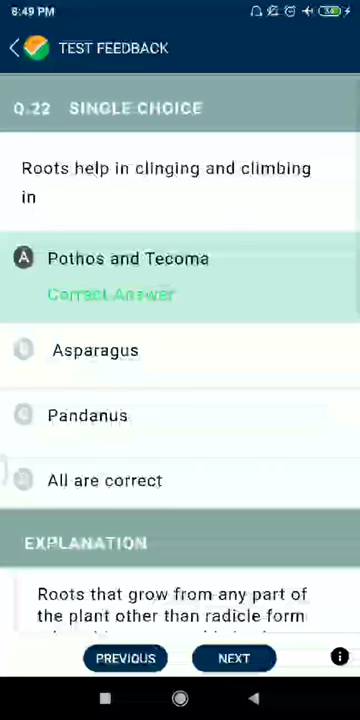 6:49 PM
34
TEST FEEDBACK
Q.22 SINGLE CHOICE
Roots help in clinging and climbing
in
A Pothos and Tecoma
Correct Answer
Asparagus
Pandanus
All are correct
EXPLANATION
Roots that grow from any part of
the plant other than radicle form
PREVIOUS NEXT